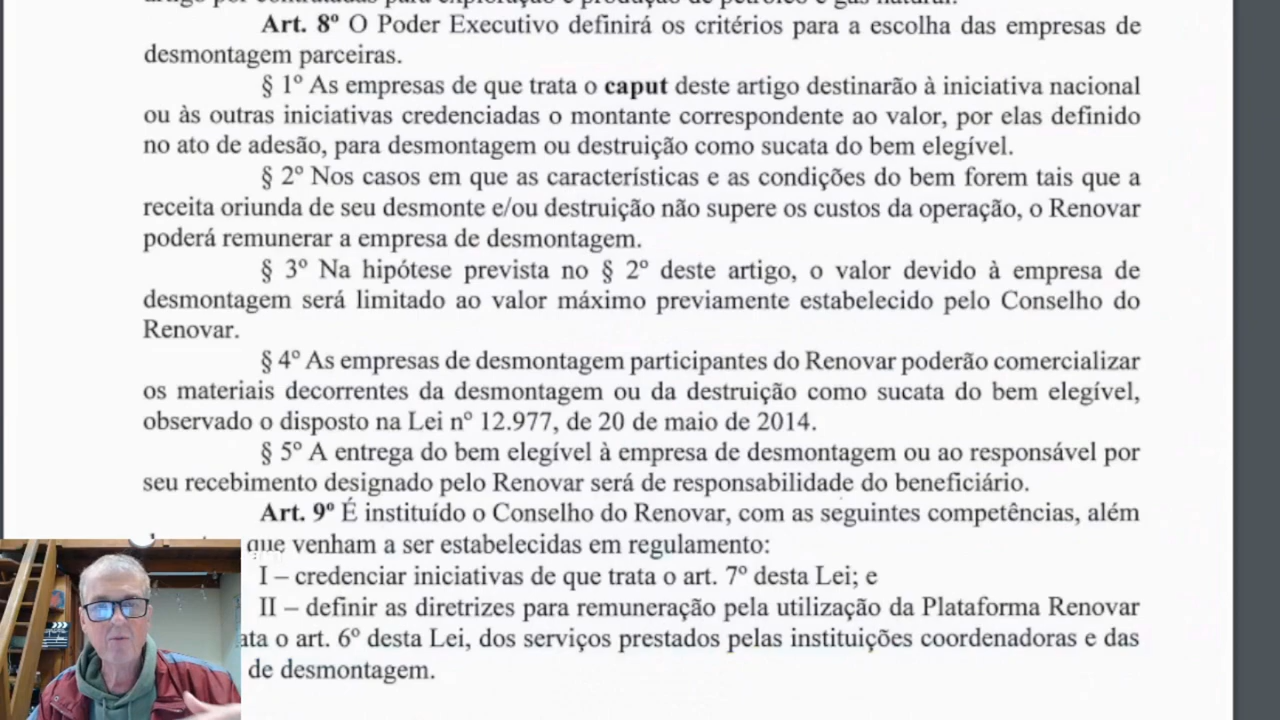 artigo por contratadas para exploração e produção de petróleo e gás natural.
Art. 8º O Poder Executivo definirá os critérios para a escolha das empresas de
desmontagem parceiras.
§ 1º As empresas de que trata o caput deste artigo destinarão à iniciativa nacional
ou às outras iniciativas credenciadas o montante correspondente ao valor, por elas definido
no ato de adesão, para desmontagem ou destruição como sucata do bem elegível.
§ 2º Nos casos em que as características e as condições do bem forem tais que a
receita oriunda de seu desmonte e/ou destruição não supere os custos da operação, o Renovar
poderá remunerar a empresa de desmontagem.
§ 3º Na hipótese prevista no § 2º deste artigo, o valor devido à empresa de
desmontagem será limitado ao valor máximo previamente estabelecido pelo Conselho do
Renovar.
§ 4º As empresas de desmontagem participantes do Renovar poderão comercializar
os materiais decorrentes da desmontagem ou da destruição como sucata do bem elegível,
observado o disposto na Lei nº 12.977, de 20 de maio de 2014.
§ 5º A entrega do bem elegível à empresa de desmontagem ou ao responsável por
seu recebimento designado pelo Renovar será de responsabilidade do beneficiário.
Art. 9º É instituído o Conselho do Renovar, com as seguintes competências, além
que venham a ser estabelecidas em regulamento:
I – credenciar iniciativas de que trata o art. 7º desta Lei; e
II – definir as diretrizes para remuneração pela utilização da Plataforma Renovar
ata o art. 6º desta Lei, dos serviços prestados pelas instituições coordenadoras e das
de desmontagem.